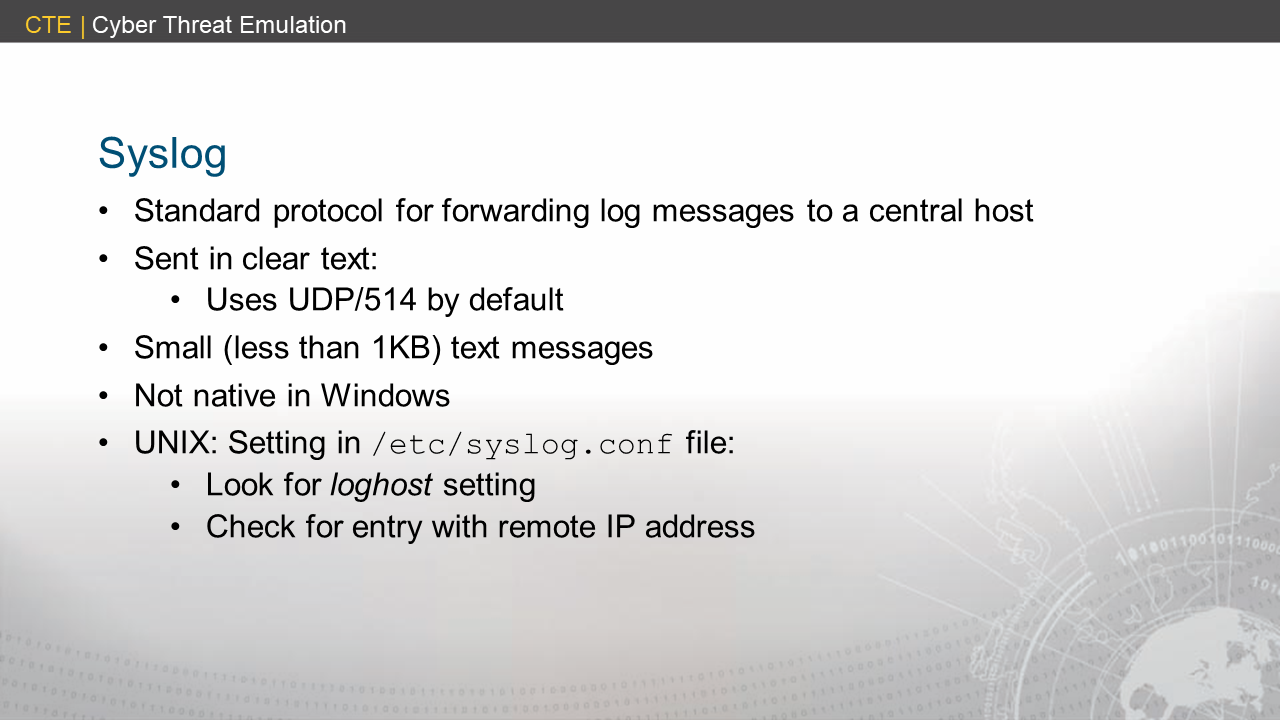 CTE | Cyber Threat Emulation
Syslog
• Standard protocol for forwarding log messages to a central host
• Sent in clear text:
• Uses UDP/514 by default
• Small (less than 1KB) text messages
• Not native in Windows
• UNIX: Setting in /etc/syslog.conf file:
• Look for loghost setting
• Check for entry with remote IP address